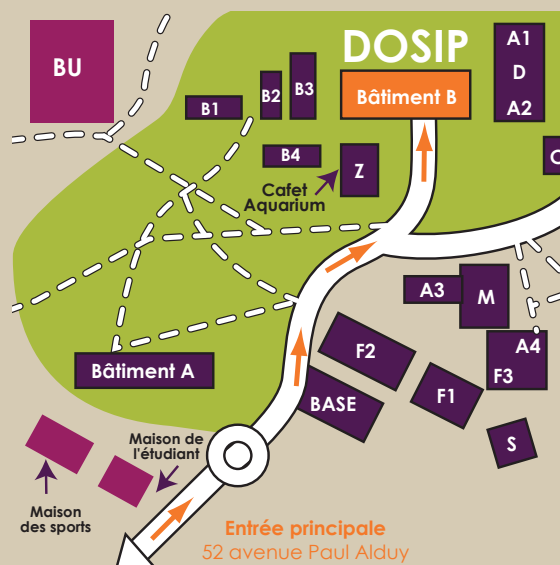 BU
DOSIP
A1
D
A2
B3
B2
B1
Bâtiment B
B4
Z
Cafet
Aquarium
A3
M
F2
A4
F3
Bâtiment A
F1
BASE
S
Maison de
l'étudiant
Maison
des sports
Entrée principale
52 avenue Paul Alduy